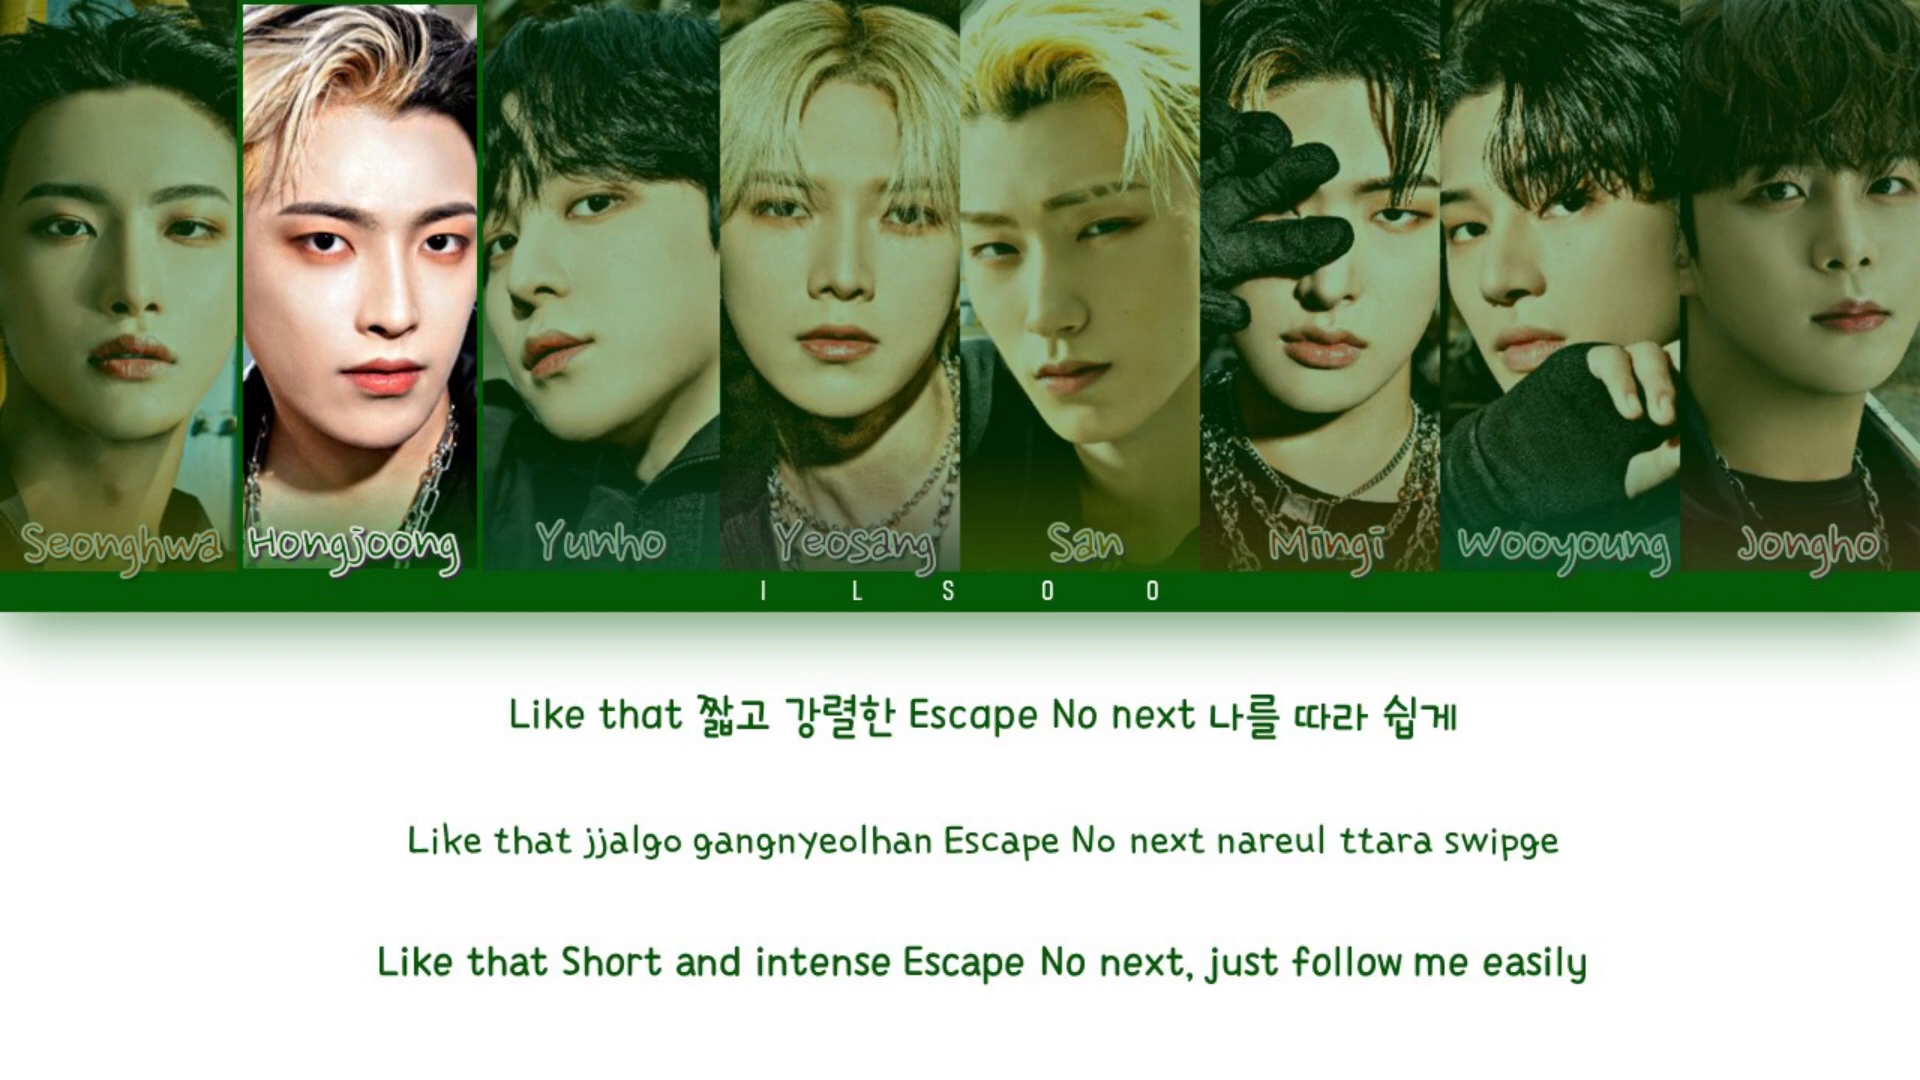 Seonghwa Hongjoong Yunho Yeosang San Mingi Wooyoung Jongho
I L S O O
Like that 짧고 강렬한 Escape No next 나를 따라 쉽게
Like that jjalgo gangnyeolhan Escape No next nareul ttara swipge
Like that Short and intense Escape No next, just follow me easily